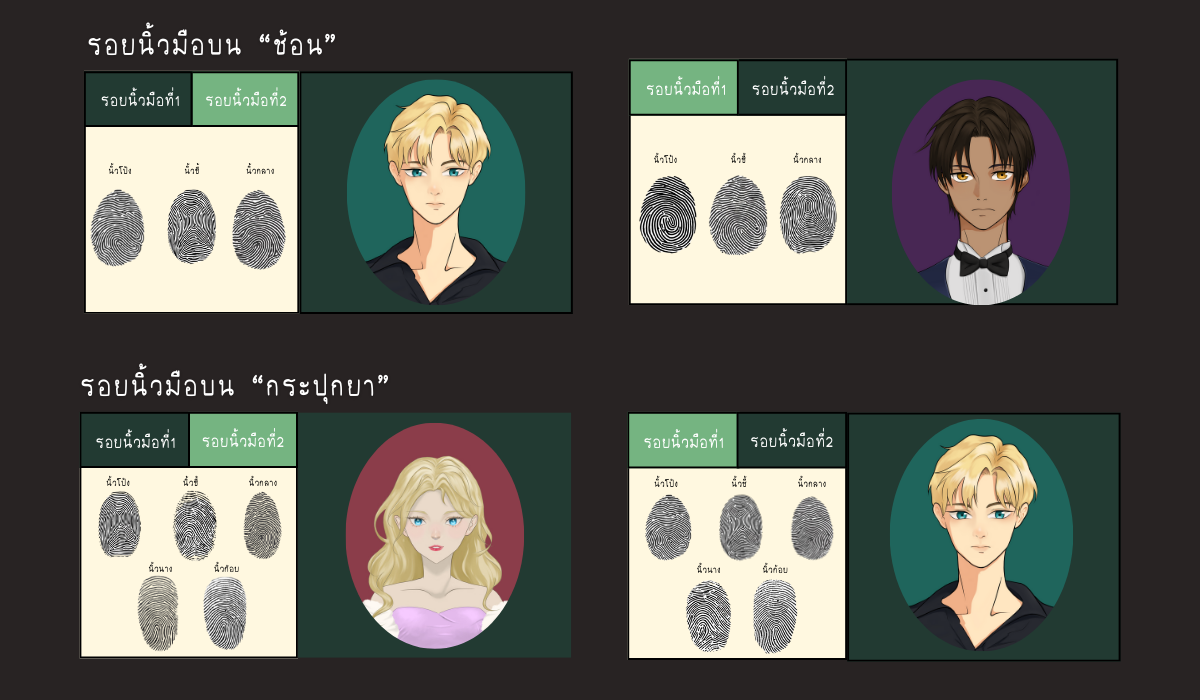 รอยนิ้วมือบน “ช้อน”
รอยนิ้วมือที่1 รอยนิ้วมือที่2
นิ้วโป้ง นิ้วชี้ นิ้วกลาง
รอยนิ้วมือที่1 รอยนิ้วมือที่2
นิ้วโป้ง นิ้วชี้ นิ้วกลาง
รอยนิ้วมือบน “กระปุกยา”
รอยนิ้วมือที่1 รอยนิ้วมือที่2
นิ้วโป้ง นิ้วชี้ นิ้วกลาง
นิ้วนาง นิ้วก้อย
รอยนิ้วมือที่1 รอยนิ้วมือที่2
นิ้วโป้ง นิ้วชี้ นิ้วกลาง
นิ้วนาง นิ้วก้อย